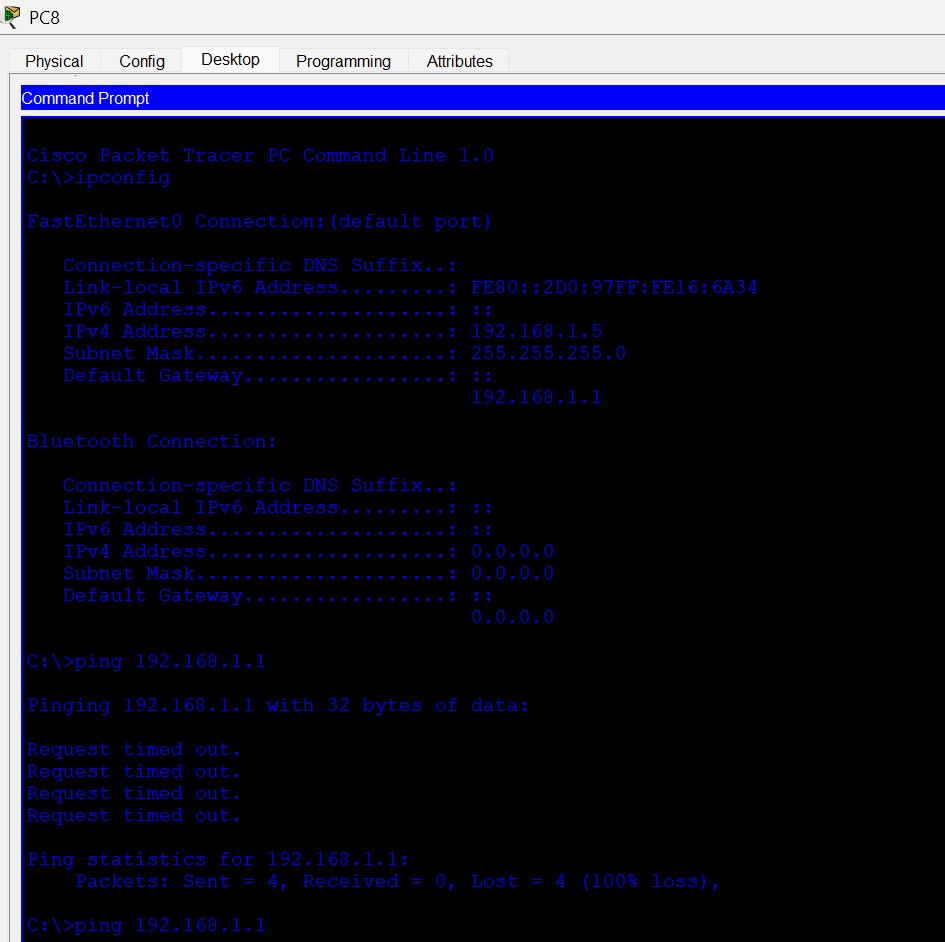 PC8
Physical Config Desktop Programming Attributes
Command Prompt
Cisco Packet Tracer PC Command Line 1.0
C:\>ipconfig
FastEthernet0 Connection:(default port)
Connection-specific DNS Suffix..:
Link-local IPv6 Address.........: FE80::2D0:97FF:FE16:6A34
IPv6 Address....................: ::
IPv4 Address....................: 192.168.1.5
Subnet Mask.....................: 255.255.255.0
Default Gateway.................: ::
192.168.1.1
Bluetooth Connection:
Connection-specific DNS Suffix..:
Link-local IPv6 Address.........: ::
IPv6 Address....................: ::
IPv4 Address....................: 0.0.0.0
Subnet Mask.....................: 0.0.0.0
Default Gateway.................: ::
0.0.0.0
C:\>ping 192.168.1.1
Pinging 192.168.1.1 with 32 bytes of data:
Request timed out.
Request timed out.
Request timed out.
Request timed out.
Ping statistics for 192.168.1.1:
Packets: Sent = 4, Received = 0, Lost = 4 (100% loss),
C:\>ping 192.168.1.1